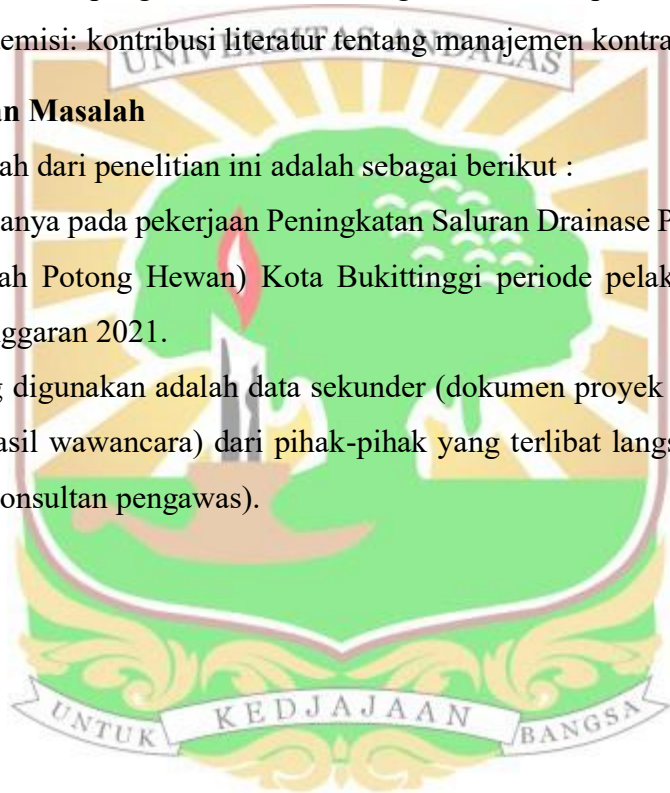 emisi: kontribusi literatur tentang manajemen kontra
UNIVERSITAS ANDALAS
an Masalah
ah dari penelitian ini adalah sebagai berikut :
anya pada pekerjaan Peningkatan Saluran Drainase P
ah Potong Hewan) Kota Bukittinggi periode pelak
nggaran 2021.
g digunakan adalah data sekunder (dokumen proyek
asil wawancara) dari pihak-pihak yang terlibat langs
onsultan pengawas).
UNTUK KEDJAJAAN BANGSA